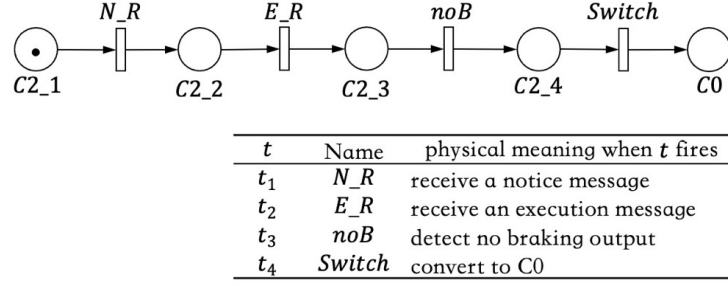 N_R E_R noB Switch
C2_1 C2_2 C2_3 C2_4 C0
t Name physical meaning when t fires
t₁ N_R receive a notice message
t₂ E_R receive an execution message
t₃ noB detect no braking output
t₄ Switch convert to C0